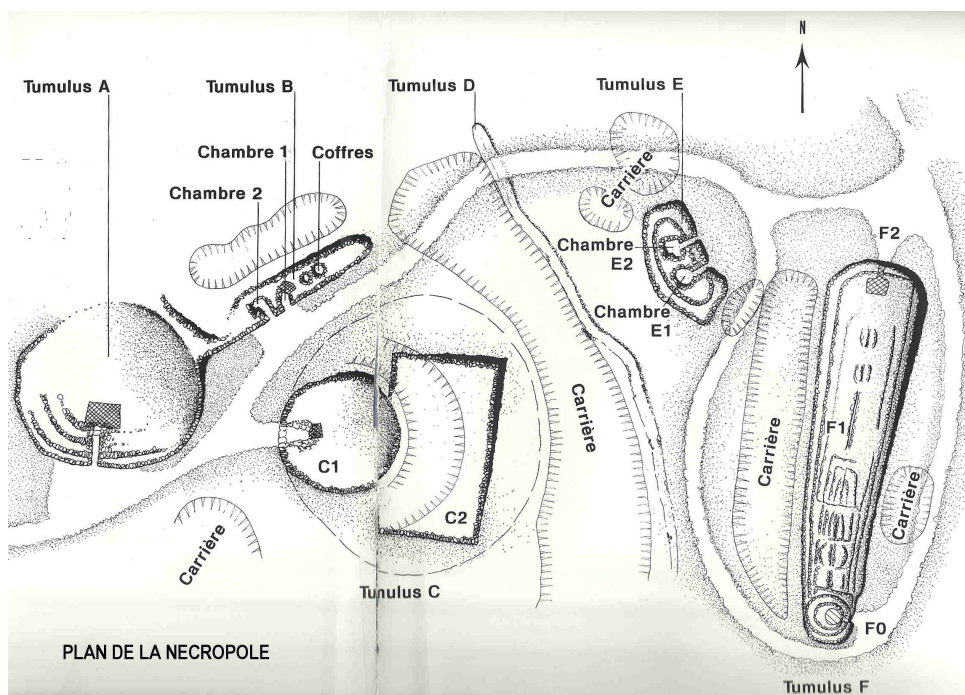 N
Tumulus A
Tumulus B
Tumulus D
Tumulus E
Chambre 1
Coffres
Chambre 2
Carrière
Chambre
E2
F2
Chambre
E1
Carrière
Carrière
F1
Carrière
C1
C2
Carrière
Tumulus C
F0
PLAN DE LA NECROPOLE
Tumulus F